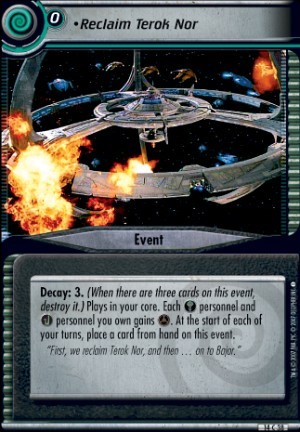 0
•Reclaim Terok Nor
Event
Decay: 3. (When there are three cards on this event,
destroy it.) Plays in your core. Each personnel and
personnel you own gains. At the start of each of
your turns, place a card from hand on this event.
"First, we reclaim Terok Nor, and then ... on to Bajor."
14 C 38